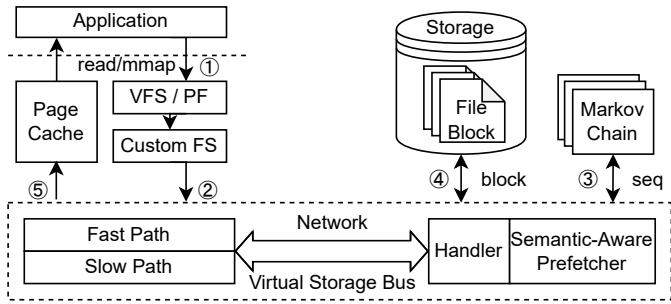 Application
read/mmap
①
VFS / PF
Page
Cache
Custom FS
⑤
②
Storage
File
Block
Markov
Chain
④
block
③
seq
Fast Path
Slow Path
Network
Virtual Storage Bus
Handler
Semantic-Aware
Prefetcher